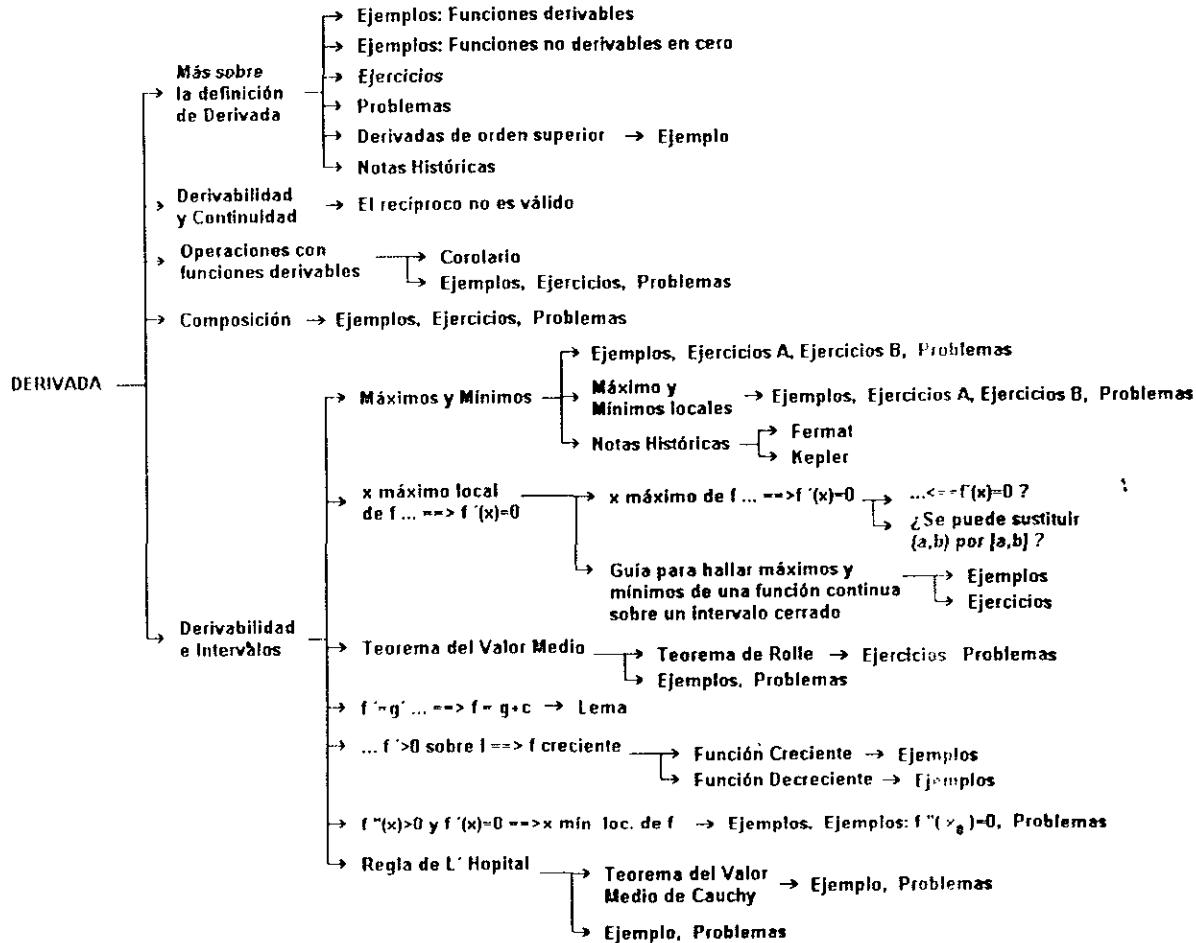 Ejemplos: Funciones derivables
Ejemplos: Funciones no derivables en cero
Más sobre
la definición
de Derivada
Ejercicios
Problemas
Derivadas de orden superior → Ejemplo
Notas Históricas
Derivabilidad
y Continuidad → El recíproco no es válido
Operaciones con
funciones derivables
Corolario
Ejemplos, Ejercicios, Problemas
Composición → Ejemplos, Ejercicios, Problemas
DERIVADA
Derivabilidad
e Intervalos
Máximos y Mínimos
Ejemplos, Ejercicios A, Ejercicios B, Problemas
Máximo y
Mínimos locales → Ejemplos, Ejercicios A, Ejercicios B, Problemas
Notas Históricas
Fermat
Kepler
x máximo local
de f ... ==> f ´(x)=0
x máximo de f ... ==>f ´(x)=0
...<==f´(x)=0 ?
¿Se puede sustituir
(a,b) por [a,b] ?
Guía para hallar máximos y
mínimos de una función continua
sobre un intervalo cerrado
Ejemplos
Ejercicios
Teorema del Valor Medio
Teorema de Rolle → Ejercicios Problemas
Ejemplos, Problemas
f ´=g´ ... ==> f = g+c → Lema
... f ´>0 sobre I ==> f creciente
Función Creciente → Ejemplos
Función Decreciente → Ejemplos
f "(x)>0 y f ´(x)=0 ==>x mín loc. de f → Ejemplos, Ejemplos: f "( )=0, Problemas
Regla de L´ Hopital
Teorema del Valor
Medio de Cauchy → Ejemplo, Problemas
Ejemplo, Problemas